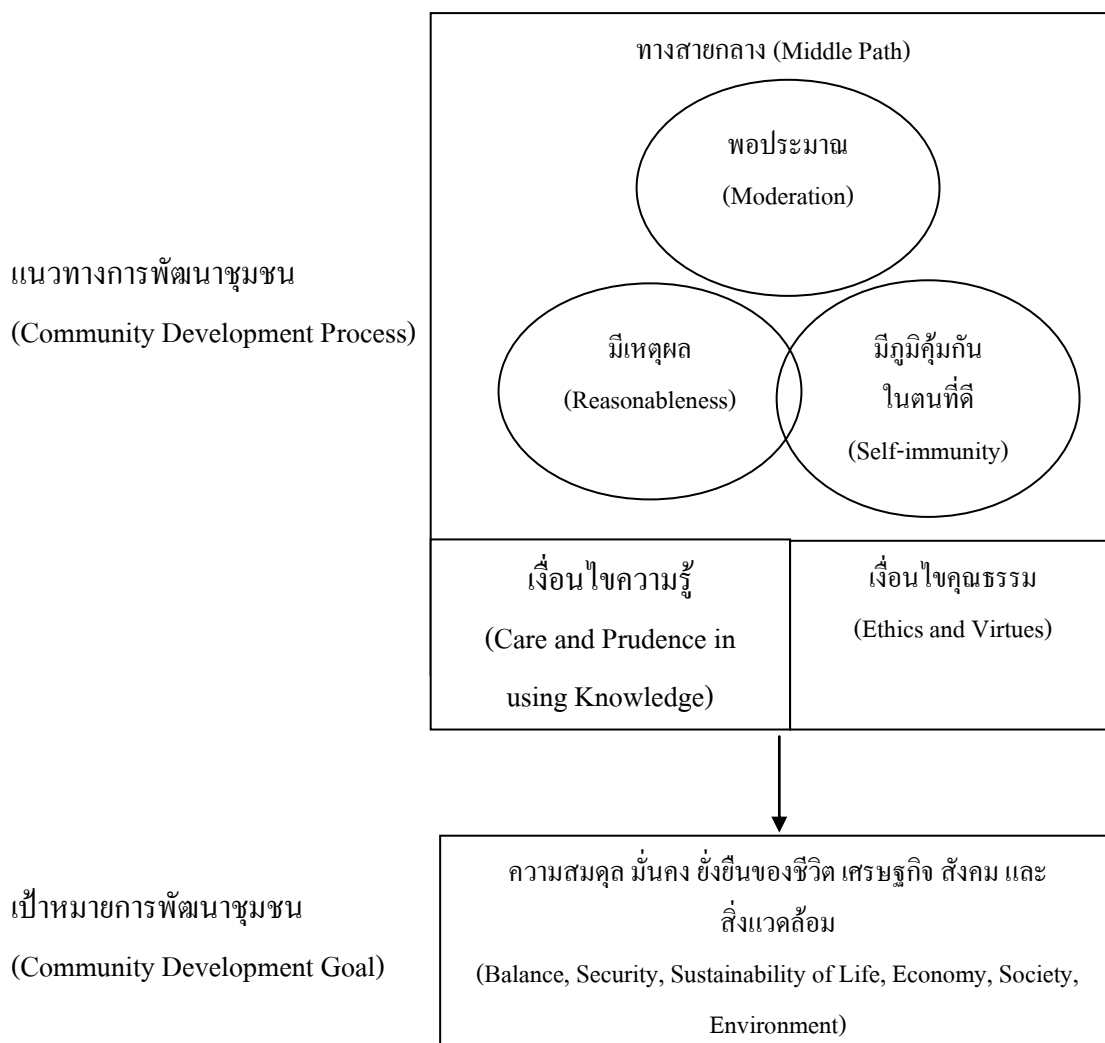 ทางสายกลาง (Middle Path)
พอประมาณ
(Moderation)
แนวทางการพัฒนาชุมชน
(Community Development Process)
มีเหตุผล
(Reasonableness)
มีภูมิคุ้มกัน
ในตนที่ดี
(Self-immunity)
เงื่อนไขความรู้
(Care and Prudence in
using Knowledge)
เงื่อนไขคุณธรรม
(Ethics and Virtues)
เป้าหมายการพัฒนาชุมชน
(Community Development Goal)
ความสมดุล มั่นคง ยั่งยืนของชีวิต เศรษฐกิจ สังคม และ
สิ่งแวดล้อม
(Balance, Security, Sustainability of Life, Economy, Society,
Environment)